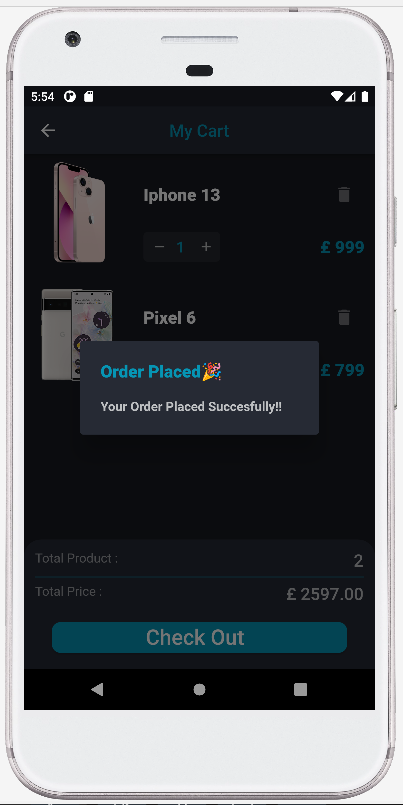 5:54
My Cart
Iphone 13
1
£ 999
Pixel 6
£ 799
Order Placed🎉
Your Order Placed Succesfully!!
Total Product :
2
Total Price :
£ 2597.00
Check Out